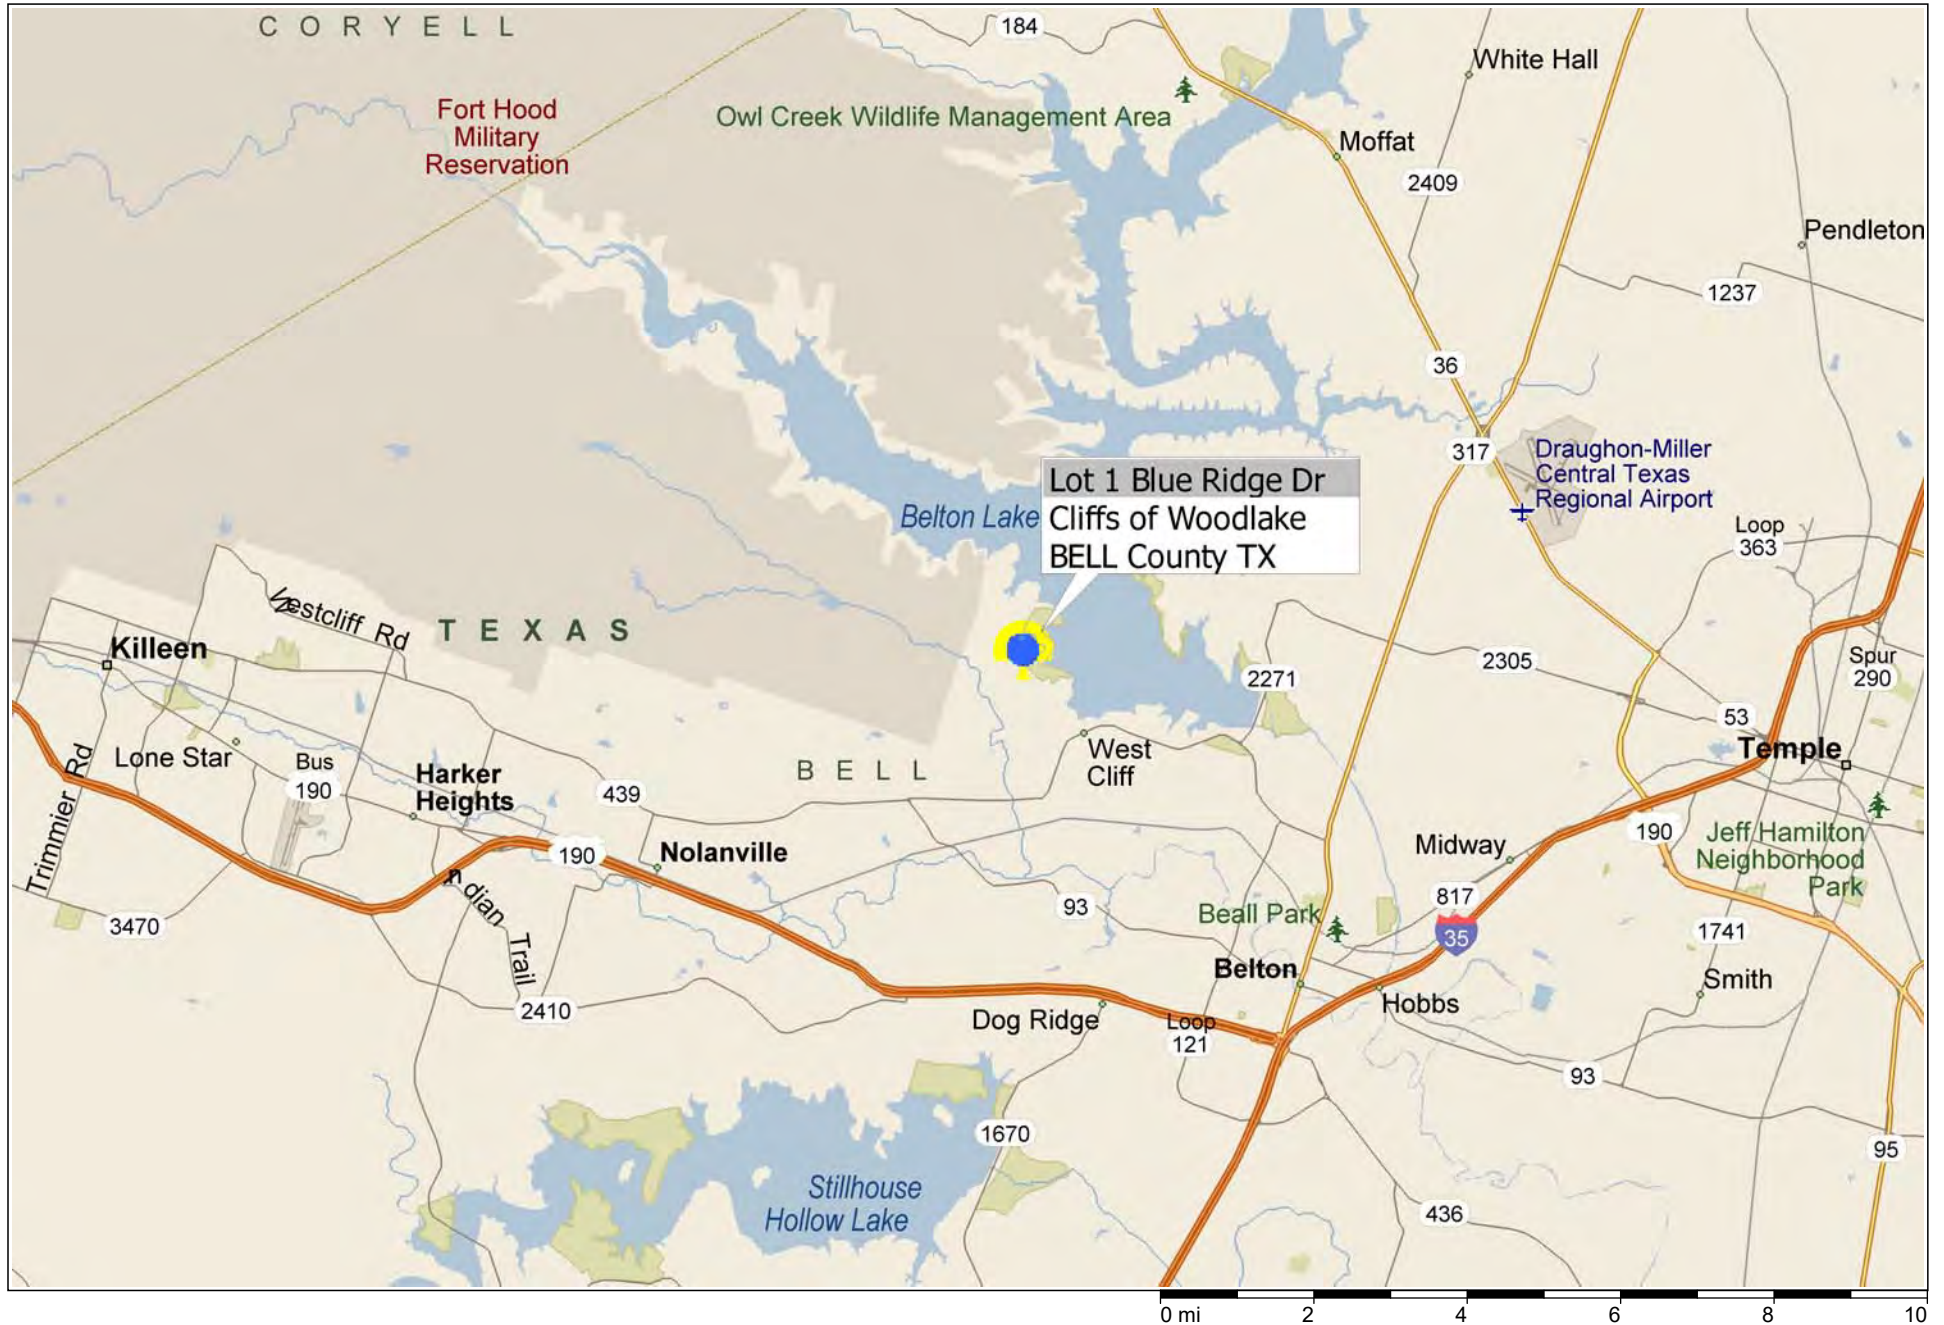 CORYELL
184
White Hall
Fort Hood
Military
Reservation
Owl Creek Wildlife Management Area
Moffat
2409
Pendleton
1237
36
317
Draughon-Miller
Central Texas
Regional Airport
Lot 1 Blue Ridge Dr
Cliffs of Woodlake
BELL County TX
Belton Lake
Loop
363
Westcliff Rd
TEXAS
Killeen
2305
Spur
290
2271
53
Temple
Lone Star
Bus
190
Harker
Heights
439
BELL
West
Cliff
Trimmier Rd
190
Nolanville
Midway
190
Jeff Hamilton
Neighborhood
Park
3470
ndian Trail
93
Beall Park
817
35
1741
Belton
Smith
Hobbs
2410
Dog Ridge
Loop
121
93
1670
95
Stillhouse
Hollow Lake
436
0 mi 2 4 6 8 10